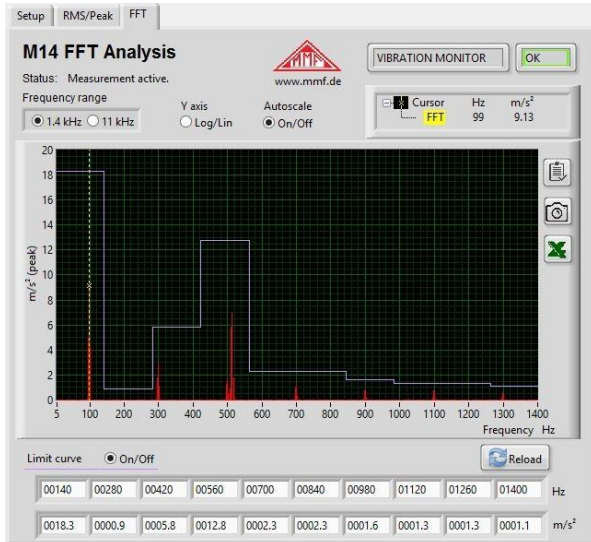 Setup RMS/Peak FFT
M14 FFT Analysis
Status: Measurement active.
MMF
www.mmf.de
VIBRATION MONITOR OK
Frequency range
1.4 kHz 11 kHz
Y axis
Log/Lin
Autoscale
On/Off
Cursor Hz m/s²
FFT 99 9.13
m/s² (peak)
20
18
16
14
12
10
8
6
4
2
0
5 100 200 300 400 500 600 700 800 900 1000 1100 1200 1300 1400
Frequency Hz
Limit curve On/Off
Reload
00140 00280 00420 00560 00700 00840 00980 01120 01260 01400 Hz
0018.3 0000.9 0005.8 0012.8 0002.3 0002.3 0001.6 0001.3 0001.3 0001.1 m/s²